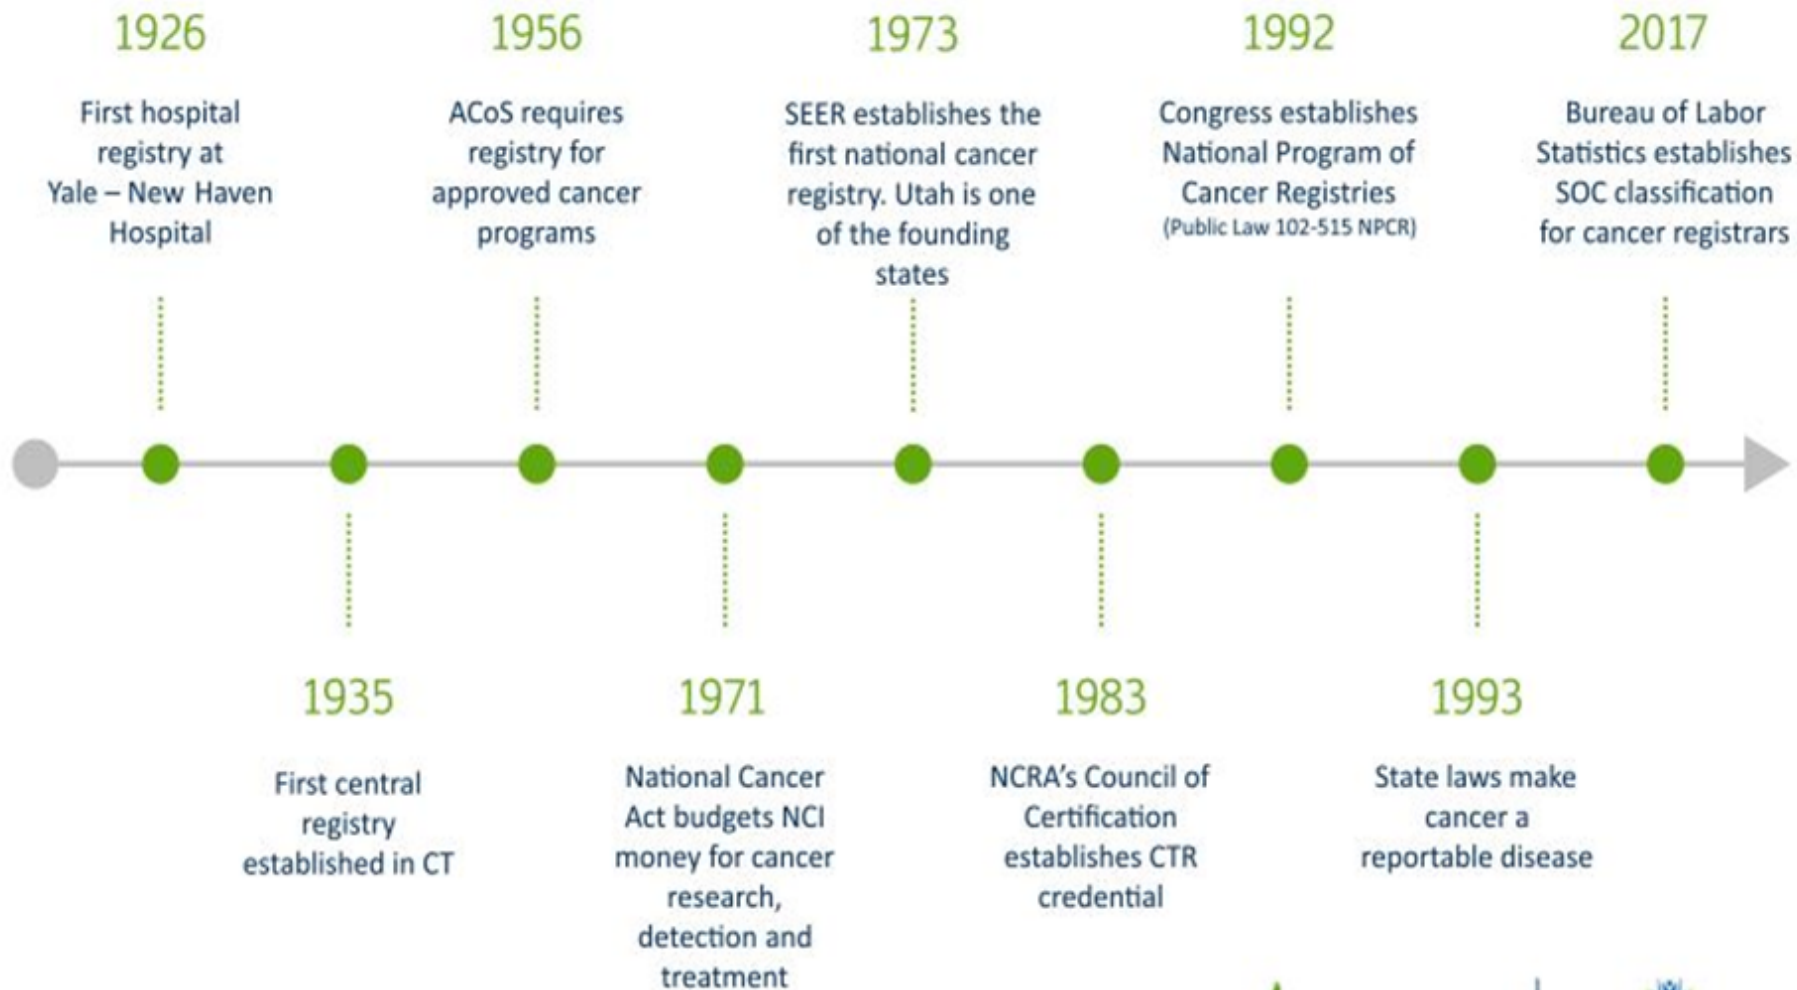 1926
First hospital
registry at
Yale – New Haven
Hospital
1956
ACoS requires
registry for
approved cancer
programs
1973
SEER establishes the
first national cancer
registry. Utah is one
of the founding
states
1992
Congress establishes
National Program of
Cancer Registries
(Public Law 102-515 NPCR)
2017
Bureau of Labor
Statistics establishes
SOC classification
for cancer registrars
1935
First central
registry
established in CT
1971
National Cancer
Act budgets NCI
money for cancer
research,
detection and
treatment
1983
NCRA’s Council of
Certification
establishes CTR
credential
1993
State laws make
cancer a
reportable disease